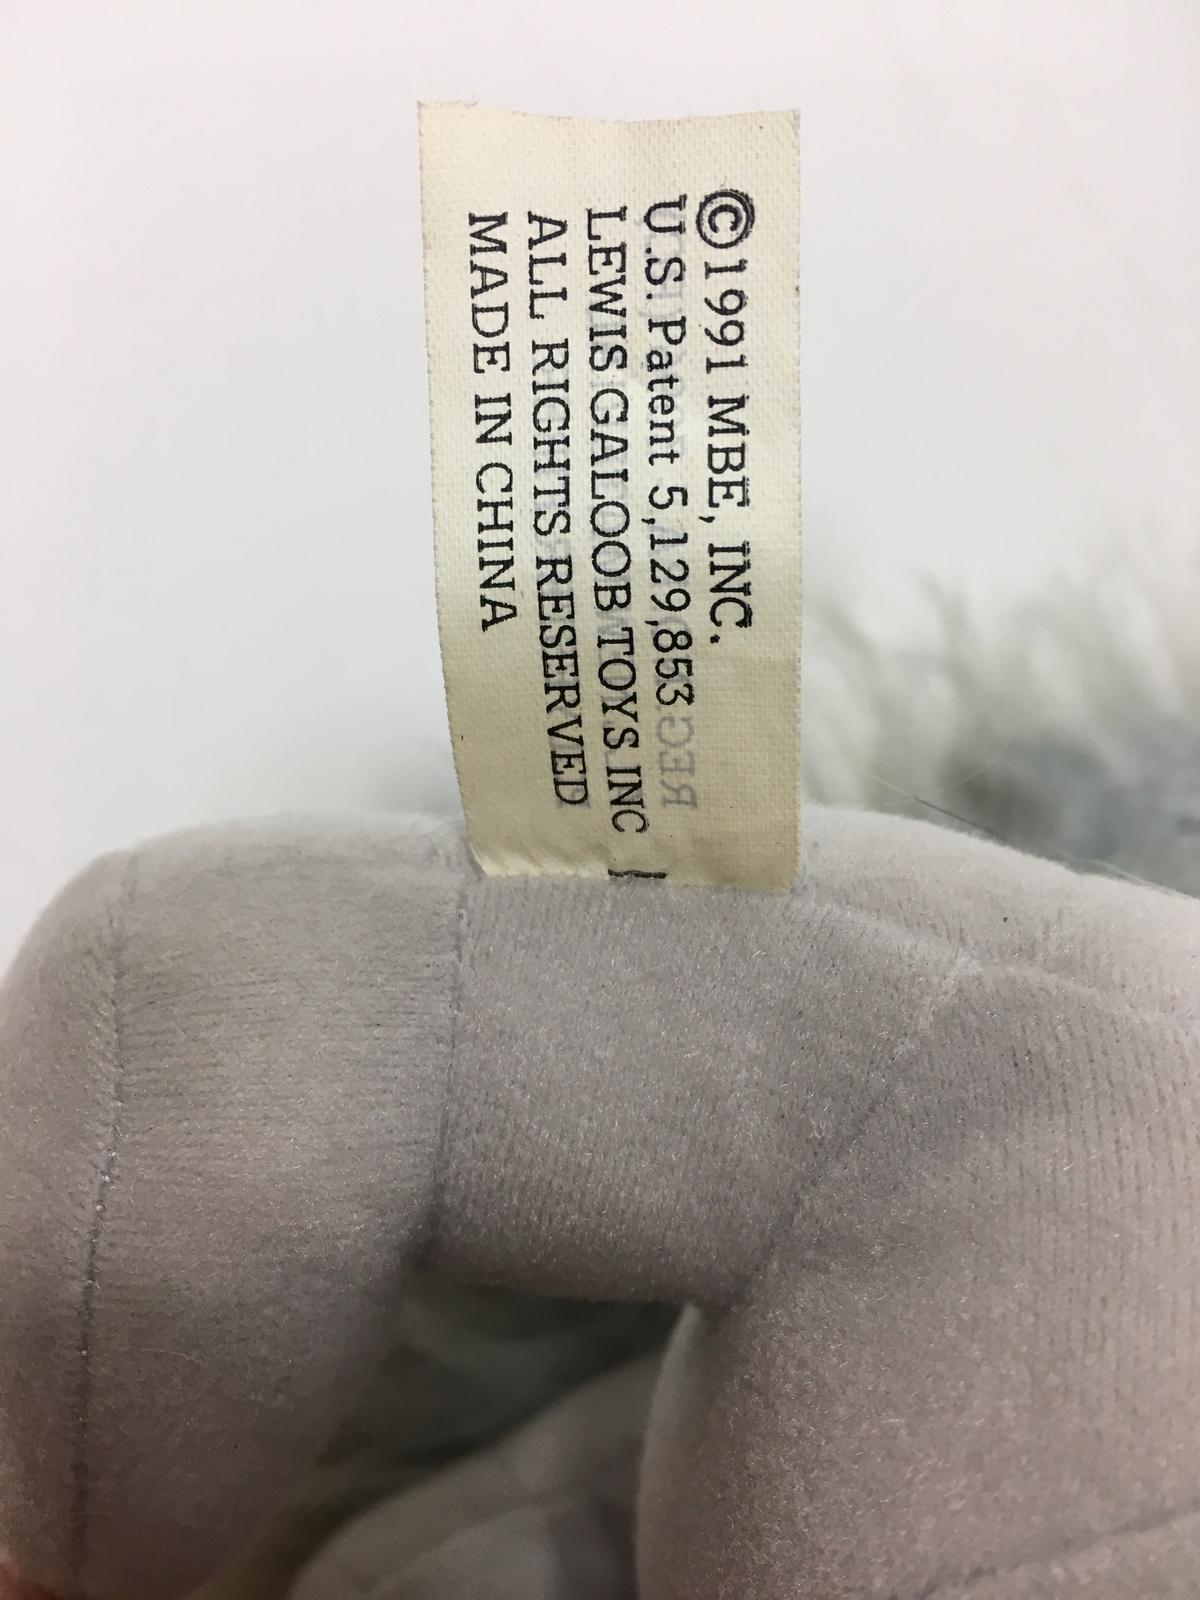 ©1991 MBE, INC.
U.S. Patent 5,129,853
LEWIS GALOOB TOYS INC
ALL RIGHTS RESERVED
MADE IN CHINA